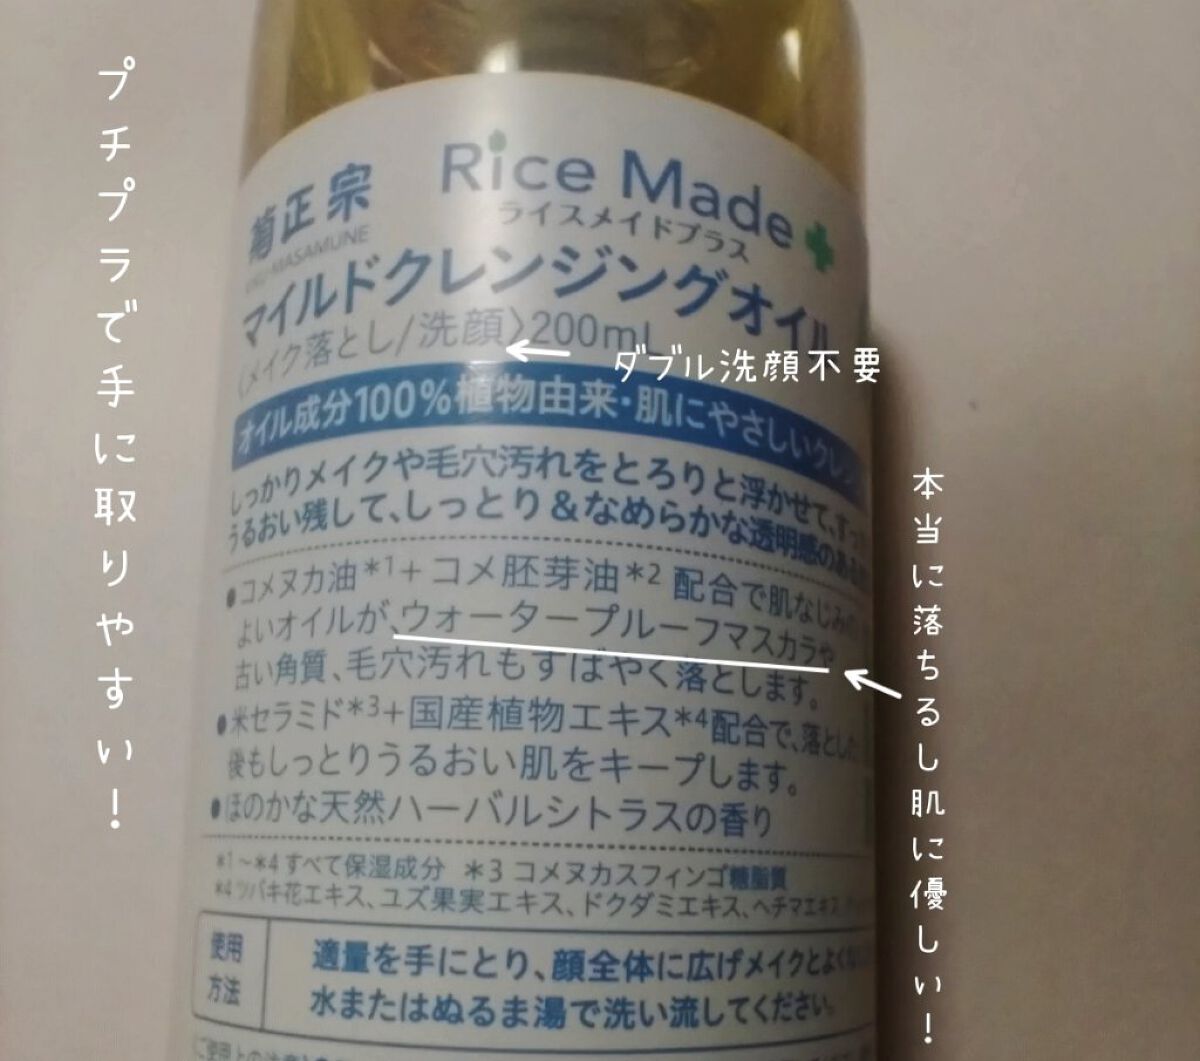 プチプラで手に取りやすい!
菊正宗
KIKU-MASAMUNE
Rice Made+
ライスメイドプラス
マイルドクレンジングオイル
〈メイク落とし/洗顔〉200mL
ダブル洗顔不要
オイル成分100%植物由来・肌にやさしいクレン
しっかりメイクや毛穴汚れをとろりと浮かせて、すっ
うるおい残して、しっとり&なめらかな透明感のある
●コメヌカ油*1+コメ胚芽油*2 配合で肌なじみの
よいオイルが、ウォータープルーフマスカラや
古い角質、毛穴汚れもすばやく落とします。
●米セラミド*3+国産植物エキス*4配合で、落とした
後もしっとりうるおい肌をキープします。
●ほのかな天然ハーバルシトラスの香り
*1~*4 すべて保湿成分 *3 コメヌカスフィンゴ糖脂質
*4 ツバキ花エキス、ユズ果実エキス、ドクダミエキス、ヘチマエキス、
使用
方法
適量を手にとり、顔全体に広げメイクとよく
水またはぬるま湯で洗い流してください。
本当に落ちるし肌に優しい!